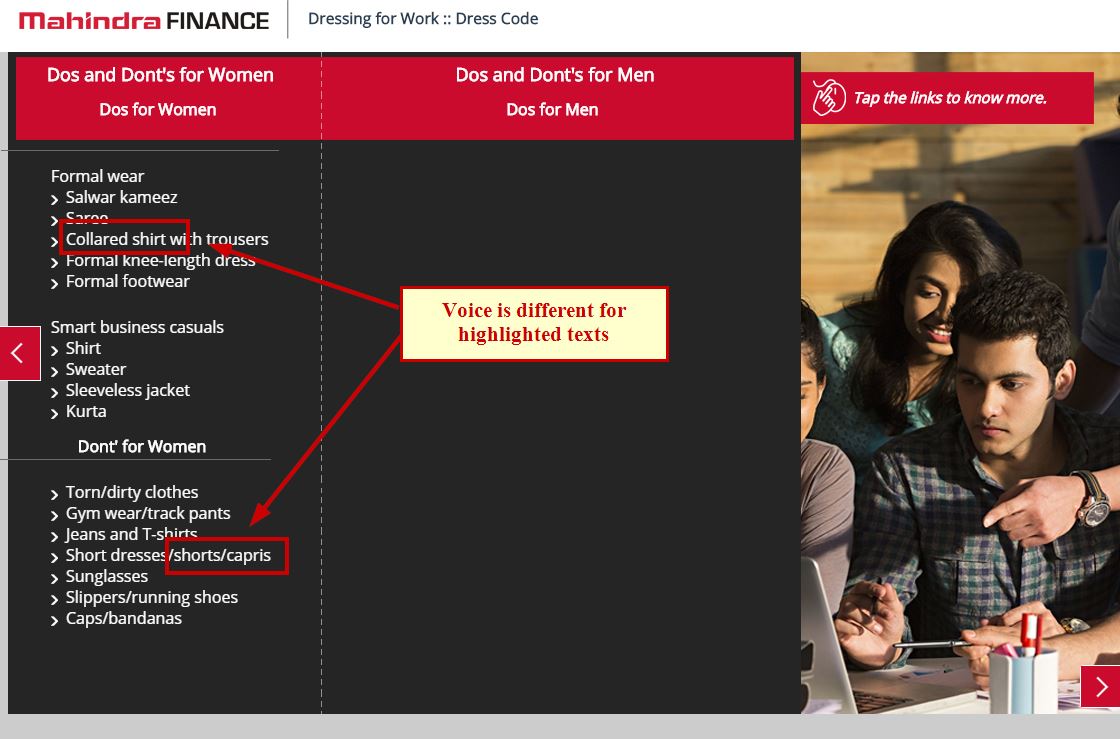 Mahindra FINANCE
Dressing for Work :: Dress Code
Dos and Dont's for Women
Dos for Women
Dos and Dont's for Men
Dos for Men
Tap the links to know more.
Formal wear
Salwar kameez
Saree
Collared shirt with trousers
Formal knee-length dress
Formal footwear
Smart business casuals
Shirt
Sweater
Sleeveless jacket
Kurta
Dont' for Women
Torn/dirty clothes
Gym wear/track pants
Jeans and T-shirts
Short dresses/shorts/capris
Sunglasses
Slippers/running shoes
Caps/bandanas
Voice is different for
highlighted texts